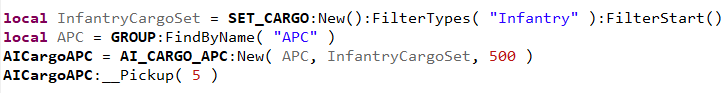 local InfantryCargoSet = SET_CARGO:New():FilterTypes( "Infantry" ):FilterStart()
local APC = GROUP:FindByName( "APC" )
AICargoAPC = AI_CARGO_APC:New( APC, InfantryCargoSet, 500 )
AICargoAPC:__Pickup( 5 )